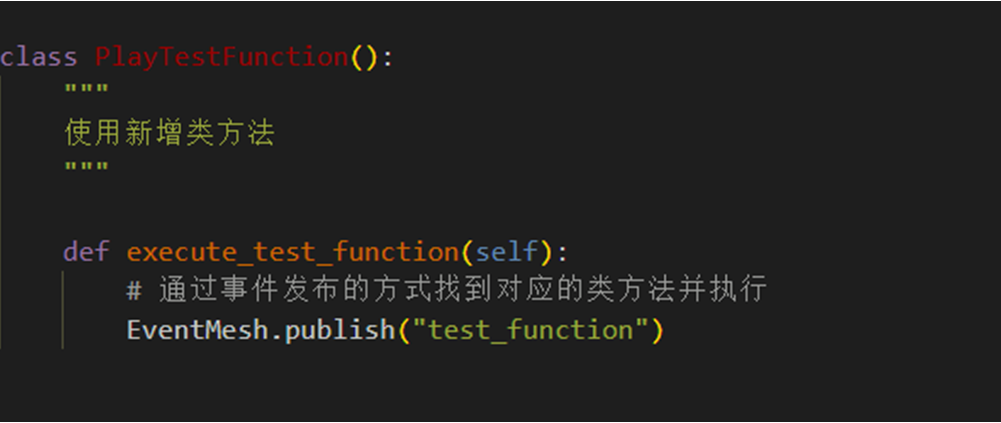 class PlayTestFunction():
"""
使用新增类方法
"""
def execute_test_function(self):
# 通过事件发布的方式找到对应的类方法并执行
EventMesh.publish("test_function")